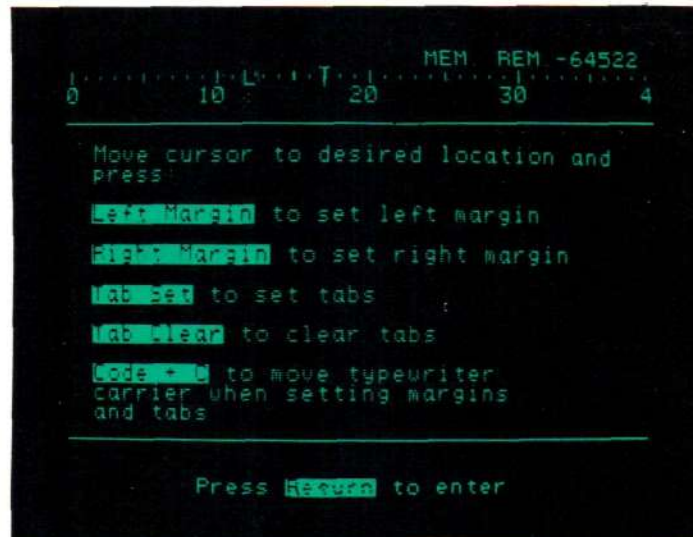 MEM. REM.-64522
L T
0 10 20 30 4
Move cursor to desired location and
press:
Left Margin to set left margin
Right Margin to set right margin
Tab Set to set tabs
Tab Clear to clear tabs
Code + C to move typewriter
carrier when setting margins
and tabs
Press Return to enter